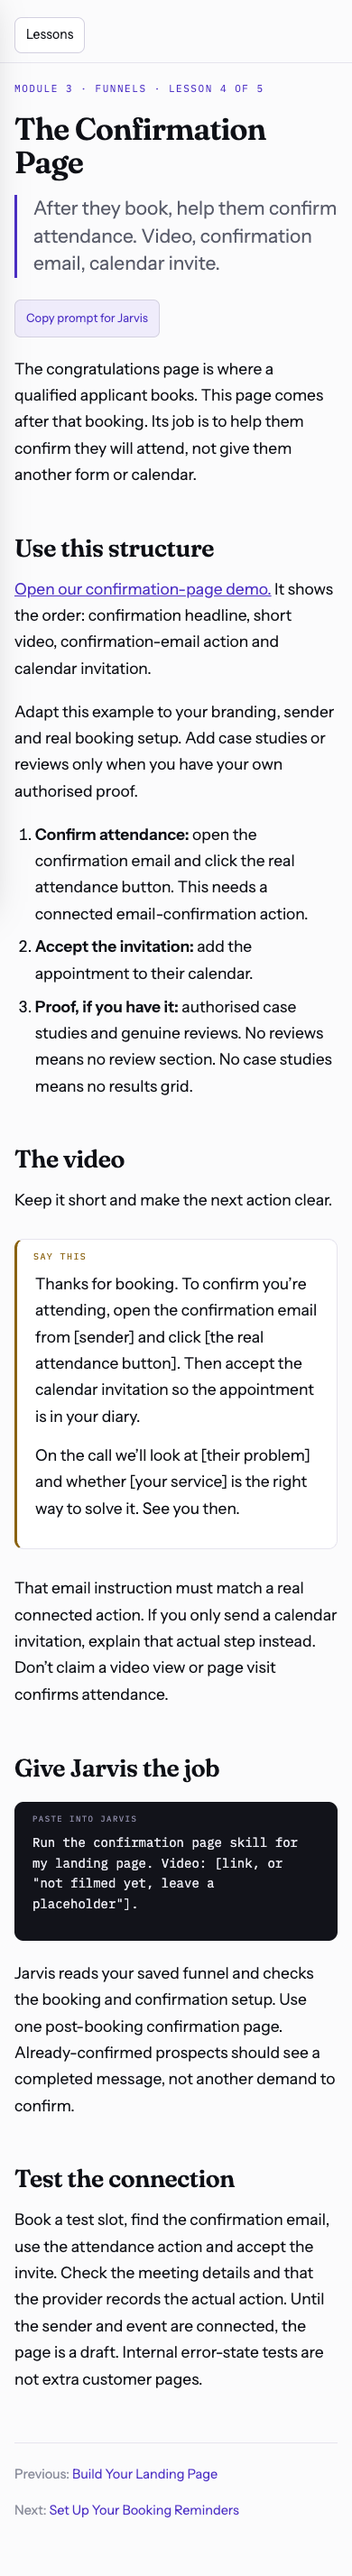 Lessons
MODULE 3 · FUNNELS · LESSON 4 OF 5
The Confirmation
Page
After they book, help them confirm
attendance. Video, confirmation
email, calendar invite.
Copy prompt for Jarvis
The congratulations page is where a
qualified applicant books. This page comes
after that booking. Its job is to help them
confirm they will attend, not give them
another form or calendar.
Use this structure
Open our confirmation-page demo. It shows
the order: confirmation headline, short
video, confirmation-email action and
calendar invitation.
Adapt this example to your branding, sender
and real booking setup. Add case studies or
reviews only when you have your own
authorised proof.
1. Confirm attendance: open the
confirmation email and click the real
attendance button. This needs a
connected email-confirmation action.
2. Accept the invitation: add the
appointment to their calendar.
3. Proof, if you have it: authorised case
studies and genuine reviews. No reviews
means no review section. No case studies
means no results grid.
The video
Keep it short and make the next action clear.
SAY THIS
Thanks for booking. To confirm you’re
attending, open the confirmation email
from [sender] and click [the real
attendance button]. Then accept the
calendar invitation so the appointment
is in your diary.
On the call we’ll look at [their problem]
and whether [your service] is the right
way to solve it. See you then.
That email instruction must match a real
connected action. If you only send a calendar
invitation, explain that actual step instead.
Don’t claim a video view or page visit
confirms attendance.
Give Jarvis the job
PASTE INTO JARVIS
Run the confirmation page skill for
my landing page. Video: [link, or
"not filmed yet, leave a
placeholder"].
Jarvis reads your saved funnel and checks
the booking and confirmation setup. Use
one post-booking confirmation page.
Already-confirmed prospects should see a
completed message, not another demand to
confirm.
Test the connection
Book a test slot, find the confirmation email,
use the attendance action and accept the
invite. Check the meeting details and that
the provider records the actual action. Until
the sender and event are connected, the
page is a draft. Internal error-state tests are
not extra customer pages.
Previous: Build Your Landing Page
Next: Set Up Your Booking Reminders